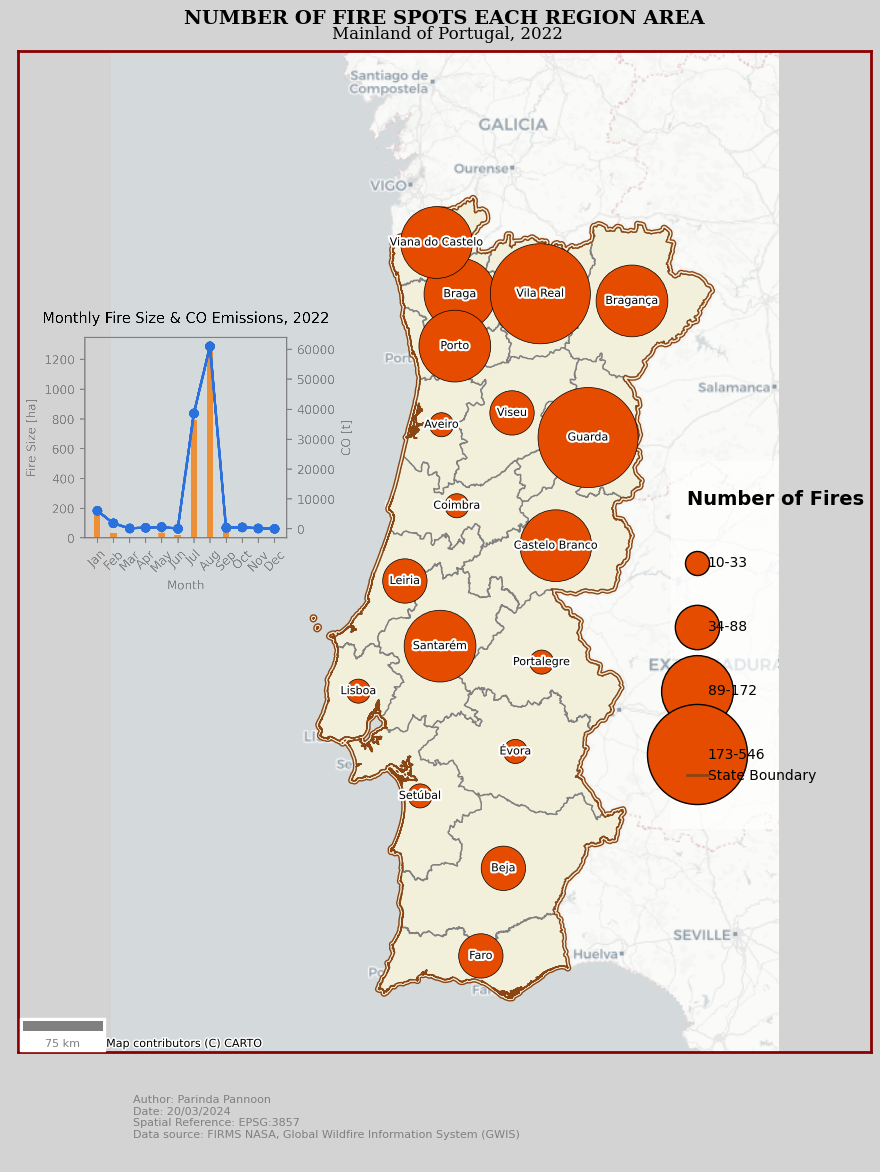 NUMBER OF FIRE SPOTS EACH REGION AREA
Mainland of Portugal, 2022
Santiago de
Compostela
GALICIA
Ourense
VIGO
Viana do Castelo
Braga
Vila Real
Bragança
Monthly Fire Size & CO Emissions, 2022
Porto
Salamanca
Viseu
Aveiro
Guarda
Fire Size [ha]
1200
1000
800
600
400
200
0
60000
50000
40000
30000
20000
10000
0
CO [t]
Jan
Feb
Mar
Apr
May
Jun
Jul
Aug
Sep
Oct
Nov
Dec
Month
Number of Fires
Coimbra
Castelo Branco
10-33
Leiria
34-88
Santarém
Portalegre
89-172
Lisboa
Évora
173-546
State Boundary
Setúbal
Beja
SEVILLE
Huelva
Faro
75 km
Map contributors (C) CARTO
Author: Parinda Pannoon
Date: 20/03/2024
Spatial Reference: EPSG:3857
Data source: FIRMS NASA, Global Wildfire Information System (GWIS)